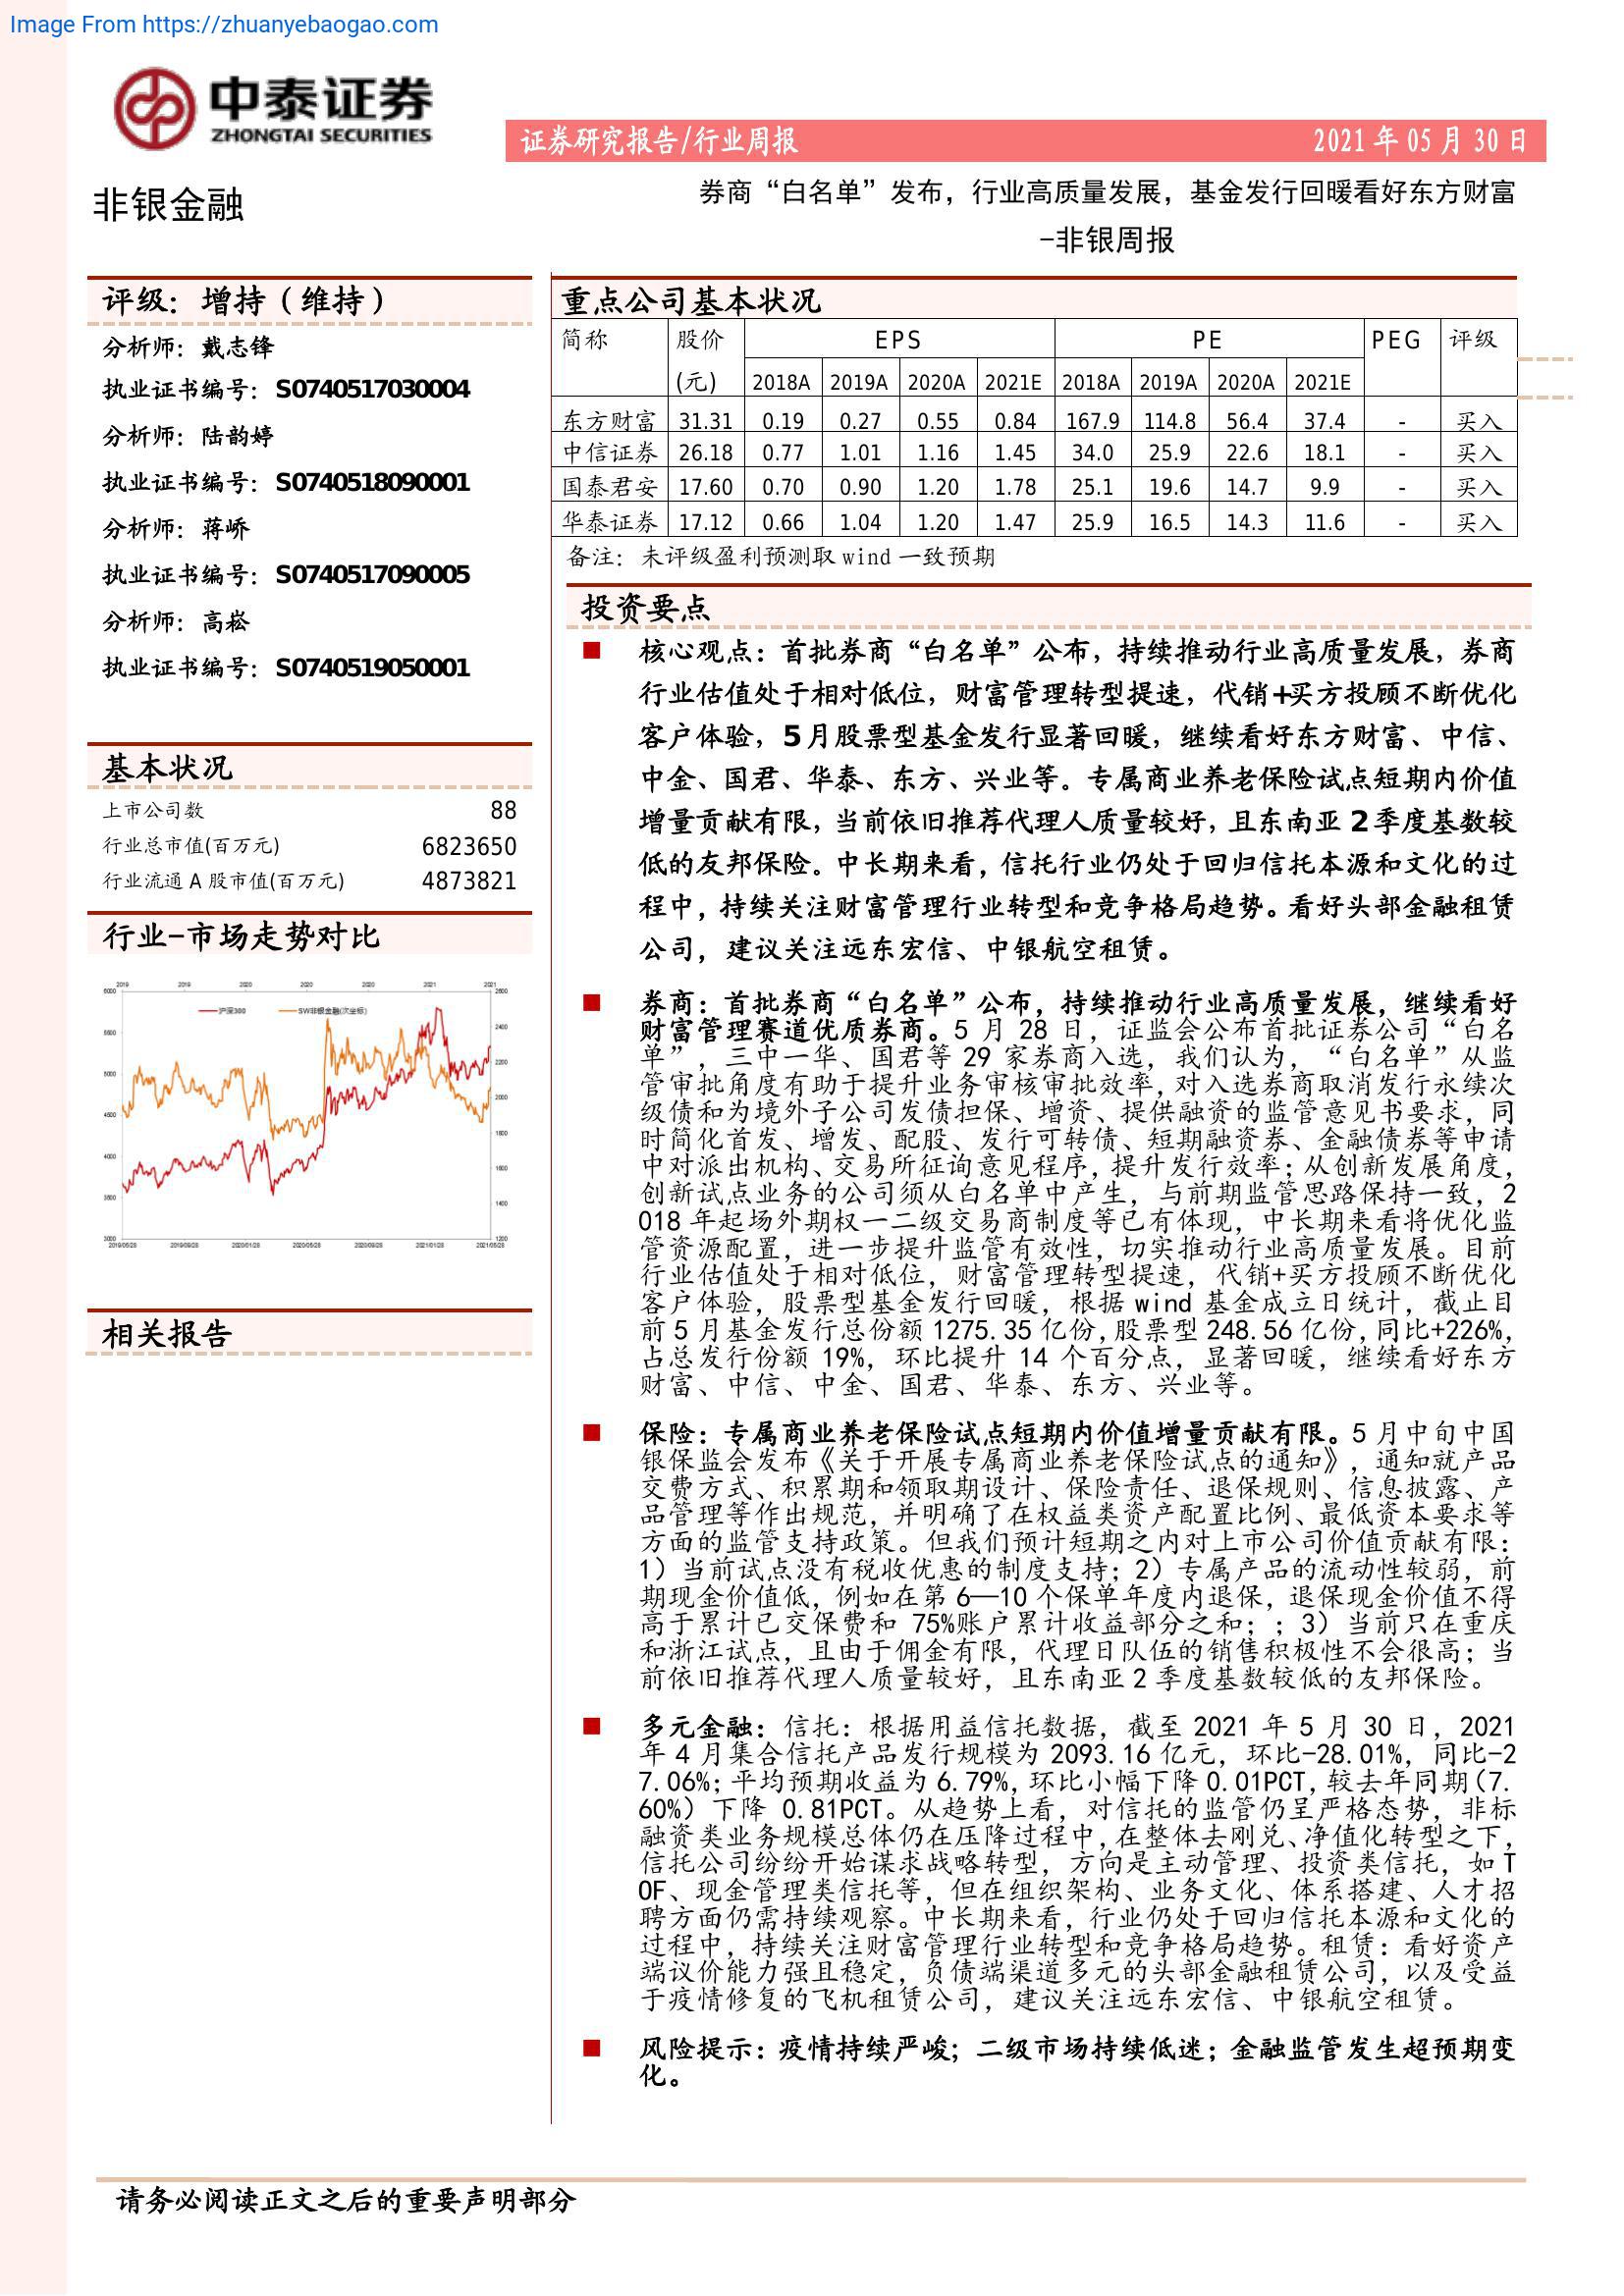 Image From https://zhuanyebaogao.com
中泰证券
ZHONGTAI SECURITIES
证券研究报告/行业周报 2021 年 05 月 30 日
非银金融
券商“白名单”发布，行业高质量发展，基金发行回暖看好东方财富
-非银周报
评级：增持（维持）
分析师：戴志锋
执业证书编号：S0740517030004
分析师：陆韵婷
执业证书编号：S0740518090001
分析师：蒋峤
执业证书编号：S0740517090005
分析师：高崧
执业证书编号：S0740519050001
基本状况
上市公司数 88
行业总市值(百万元) 6823650
行业流通 A 股市值(百万元) 4873821
行业-市场走势对比
2019 2019 2020 2020 2020 2021 2021
沪深300 SW非银金融(次坐标)
6000 2600
5500 2400
5000 2200
4500 2000
4000 1800
3500 1600
1400
3000 1200
2019/05/28 2019/09/28 2020/01/28 2020/05/28 2020/09/28 2021/01/28 2021/05/28
相关报告
重点公司基本状况
简称 股价 EPS PE PEG 评级
(元) 2018A 2019A 2020A 2021E 2018A 2019A 2020A 2021E
东方财富 31.31 0.19 0.27 0.55 0.84 167.9 114.8 56.4 37.4 - 买入
中信证券 26.18 0.77 1.01 1.16 1.45 34.0 25.9 22.6 18.1 - 买入
国泰君安 17.60 0.70 0.90 1.20 1.78 25.1 19.6 14.7 9.9 - 买入
华泰证券 17.12 0.66 1.04 1.20 1.47 25.9 16.5 14.3 11.6 - 买入
备注：未评级盈利预测取 wind 一致预期
投资要点
核心观点：首批券商“白名单”公布，持续推动行业高质量发展，券商
行业估值处于相对低位，财富管理转型提速，代销+买方投顾不断优化
客户体验，5 月股票型基金发行显著回暖，继续看好东方财富、中信、
中金、国君、华泰、东方、兴业等。专属商业养老保险试点短期内价值
增量贡献有限，当前依旧推荐代理人质量较好，且东南亚 2 季度基数较
低的友邦保险。中长期来看，信托行业仍处于回归信托本源和文化的过
程中，持续关注财富管理行业转型和竞争格局趋势。看好头部金融租赁
公司，建议关注远东宏信、中银航空租赁。
券商：首批券商“白名单”公布，持续推动行业高质量发展，继续看好
财富管理赛道优质券商。5 月 28 日，证监会公布首批证券公司“白名
单”，三中一华、国君等 29 家券商入选，我们认为，“白名单”从监
管审批角度有助于提升业务审核审批效率，对入选券商取消发行永续次
级债和为境外子公司发债担保、增资、提供融资的监管意见书要求，同
时简化首发、增发、配股、发行可转债、短期融资券、金融债券等申请
中对派出机构、交易所征询意见程序，提升发行效率；从创新发展角度，
创新试点业务的公司须从白名单中产生，与前期监管思路保持一致，2
018 年起场外期权一二级交易商制度等已有体现，中长期来看将优化监
管资源配置，进一步提升监管有效性，切实推动行业高质量发展。目前
行业估值处于相对低位，财富管理转型提速，代销+买方投顾不断优化
客户体验，股票型基金发行回暖，根据 wind 基金成立日统计，截止目
前 5 月基金发行总份额 1275.35 亿份，股票型 248.56 亿份，同比+226%，
占总发行份额 19%，环比提升 14 个百分点，显著回暖，继续看好东方
财富、中信、中金、国君、华泰、东方、兴业等。
保险：专属商业养老保险试点短期内价值增量贡献有限。5 月中旬中国
银保监会发布《关于开展专属商业养老保险试点的通知》，通知就产品
交费方式、积累期和领取期设计、保险责任、退保规则、信息披露、产
品管理等作出规范，并明确了在权益类资产配置比例、最低资本要求等
方面的监管支持政策。但我们预计短期之内对上市公司价值贡献有限：
1）当前试点没有税收优惠的制度支持；2）专属产品的流动性较弱，前
期现金价值低，例如在第 6—10 个保单年度内退保，退保现金价值不得
高于累计已交保费和 75%账户累计收益部分之和；；3）当前只在重庆
和浙江试点，且由于佣金有限，代理日队伍的销售积极性不会很高；当
前依旧推荐代理人质量较好，且东南亚 2 季度基数较低的友邦保险。
多元金融：信托：根据用益信托数据，截至 2021 年 5 月 30 日，2021
年 4 月集合信托产品发行规模为 2093.16 亿元，环比-28.01%，同比-2
7.06%；平均预期收益为 6.79%，环比小幅下降 0.01PCT，较去年同期（7.
60%）下降 0.81PCT。从趋势上看，对信托的监管仍呈严格态势，非标
融资类业务规模总体仍在压降过程中，在整体去刚兑、净值化转型之下，
信托公司纷纷开始谋求战略转型，方向是主动管理、投资类信托，如 T
OF、现金管理类信托等，但在组织架构、业务文化、体系搭建、人才招
聘方面仍需持续观察。中长期来看，行业仍处于回归信托本源和文化的
过程中，持续关注财富管理行业转型和竞争格局趋势。租赁：看好资产
端议价能力强且稳定，负债端渠道多元的头部金融租赁公司，以及受益
于疫情修复的飞机租赁公司，建议关注远东宏信、中银航空租赁。
风险提示：疫情持续严峻；二级市场持续低迷；金融监管发生超预期变
化。
请务必阅读正文之后的重要声明部分